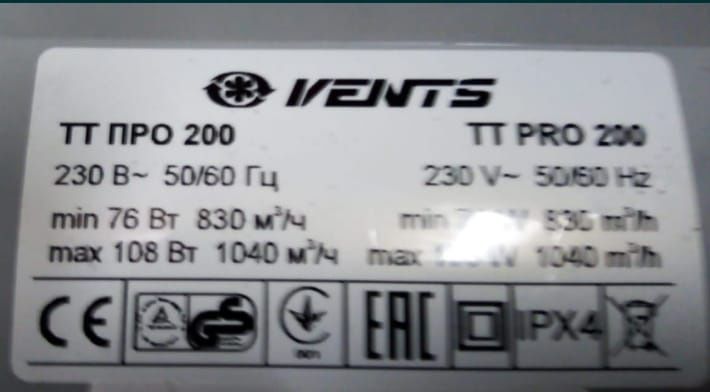 VENTS
ТТ ПРО 200 TT PRO 200
230 В~ 50/60 Гц 230 V~ 50/60 Hz
min 76 Вт 830 м³/ч min 830 m³/h
max 108 Вт 1040 м³/ч max W 1040 m³/h
CE GS EAC IPX4